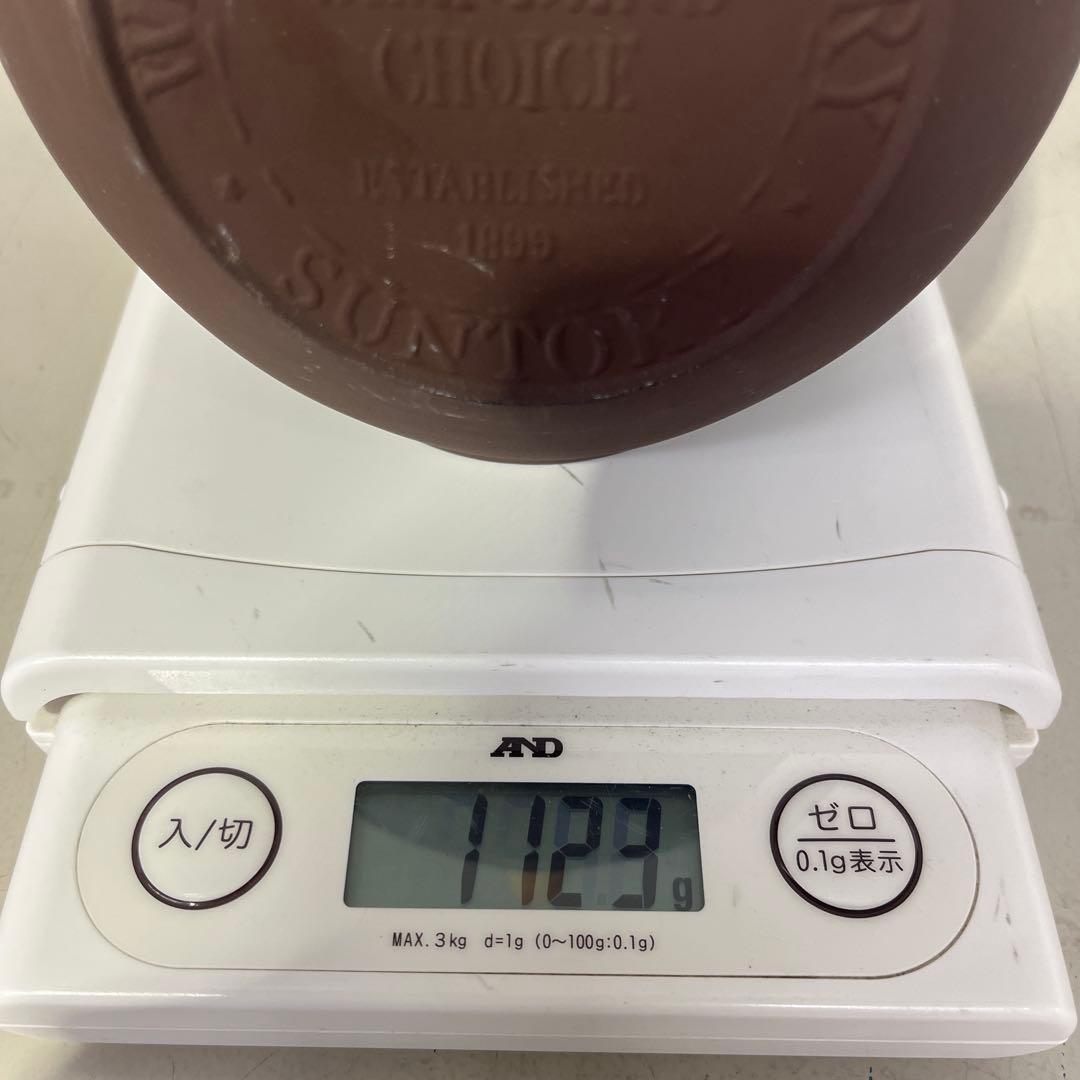 CHOICE
ESTABLISHED
1899
SUNTORY
AND
入/切
1129 g
ゼロ
0.1g表示
MAX. 3kg d=1g (0~100g:0.1g)